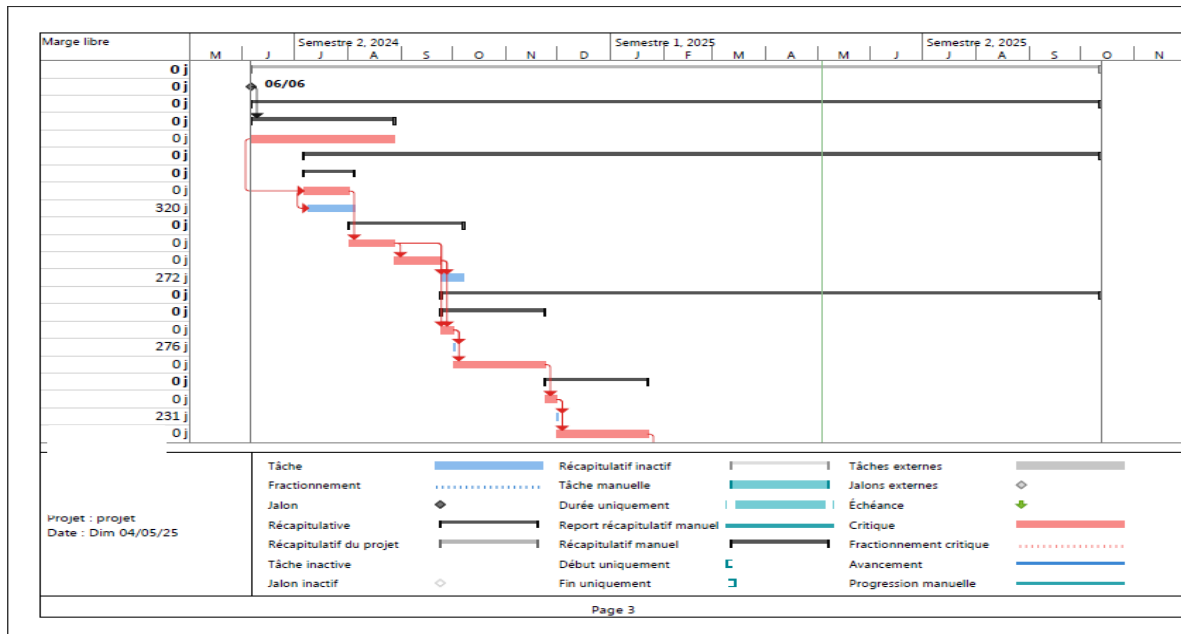 Marge libre
Semestre 2, 2024 Semestre 1, 2025 Semestre 2, 2025
M J J A S O N D J F M A M J J A S O N
0 j
0 j 06/06
0 j
0 j
0 j
0 j
0 j
0 j
320 j
0 j
0 j
0 j
272 j
0 j
0 j
0 j
276 j
0 j
0 j
0 j
231 j
0 j
Projet : projet
Date : Dim 04/05/25
Tâche
Fractionnement
Jalon
Récapitulative
Récapitulatif du projet
Tâche inactive
Jalon inactif
Récapitulatif inactif
Tâche manuelle
Durée uniquement
Report récapitulatif manuel
Récapitulatif manuel
Début uniquement
Fin uniquement
Tâches externes
Jalons externes
Échéance
Critique
Fractionnement critique
Avancement
Progression manuelle
Page 3